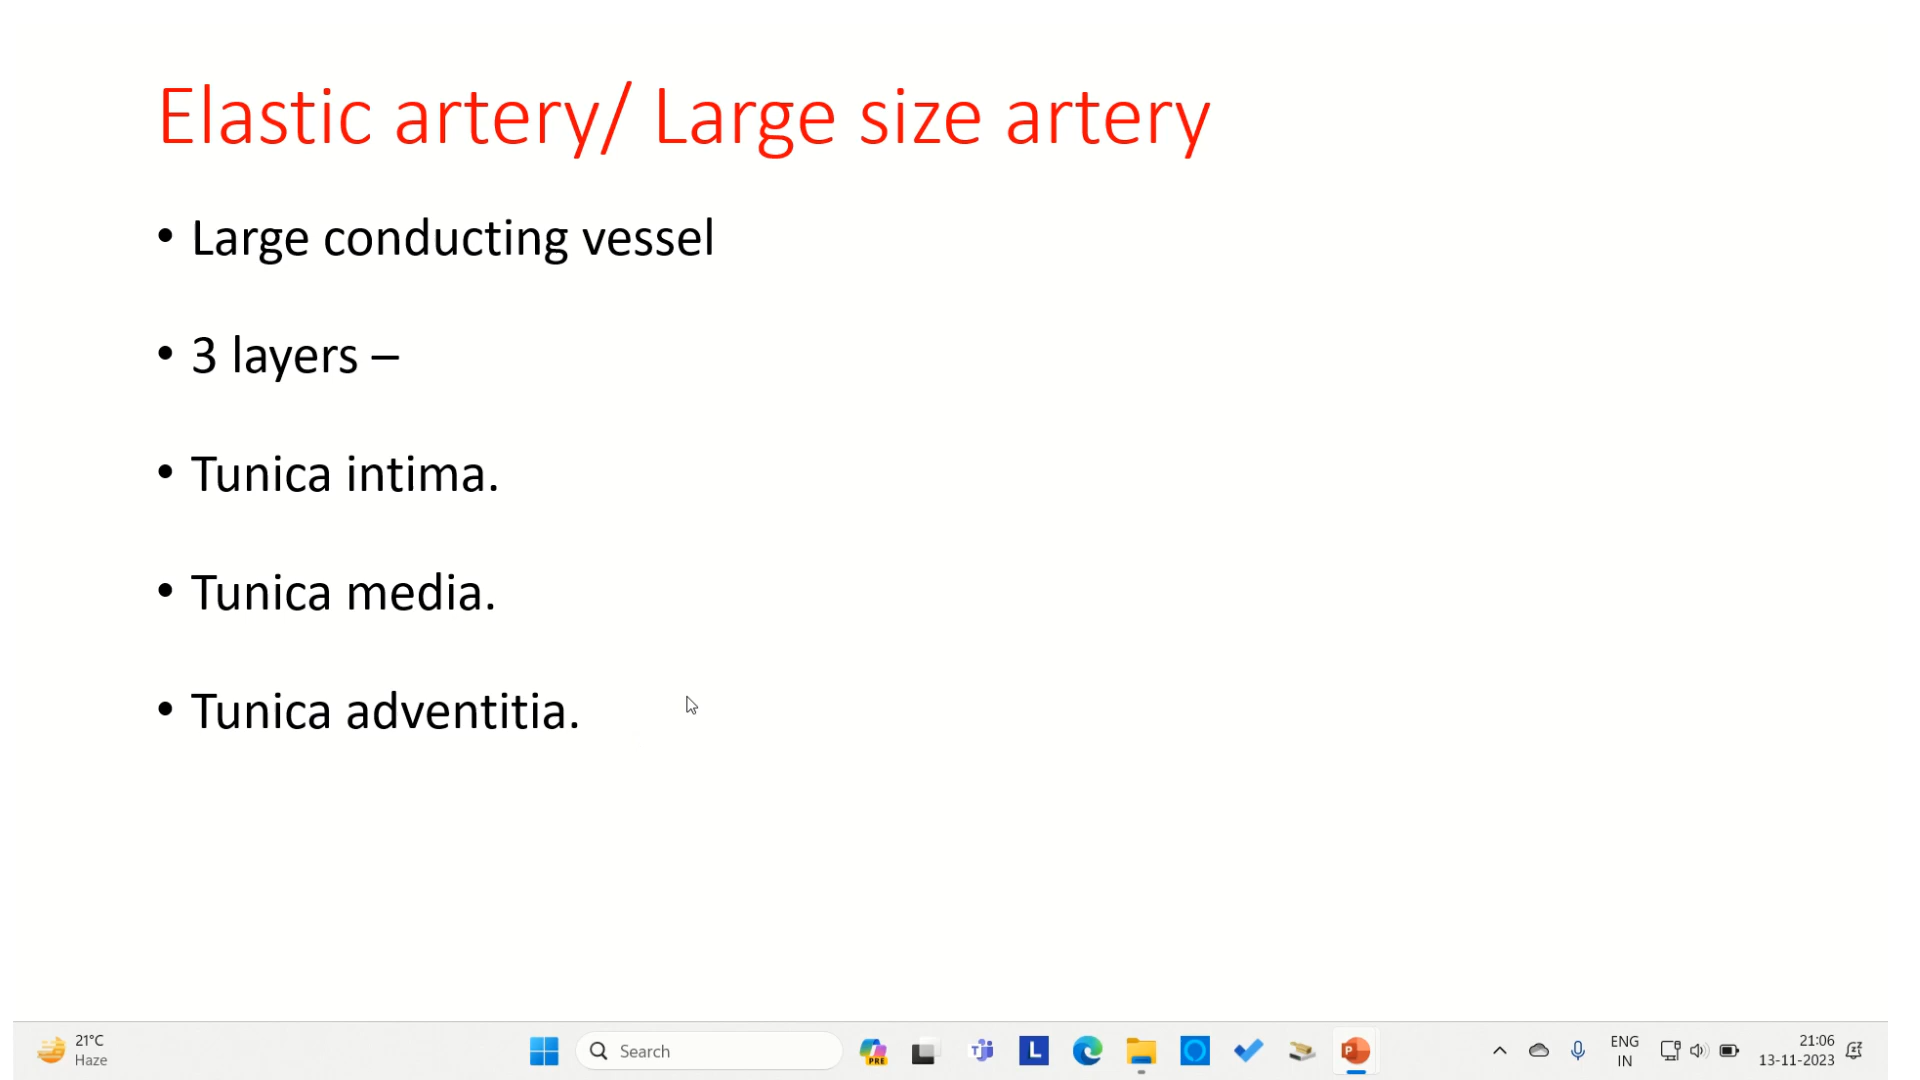 Elastic artery/ Large size artery
• Large conducting vessel
• 3 layers –
• Tunica intima.
• Tunica media.
• Tunica adventitia.
21°C
Haze
Search
PRE
L
P
ENG
IN
21:06
13-11-2023